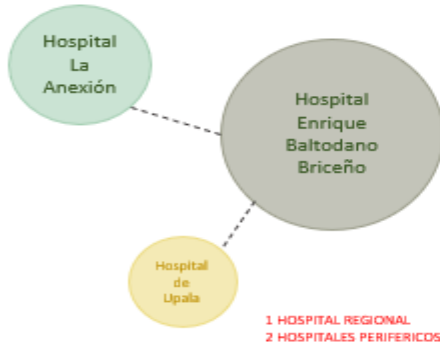 Hospital
La
Anexión
Hospital
Enrique
Baltodano
Briceño
Hospital
de
Upala
1 HOSPITAL REGIONAL
2 HOSPITALES PERIFERICOS